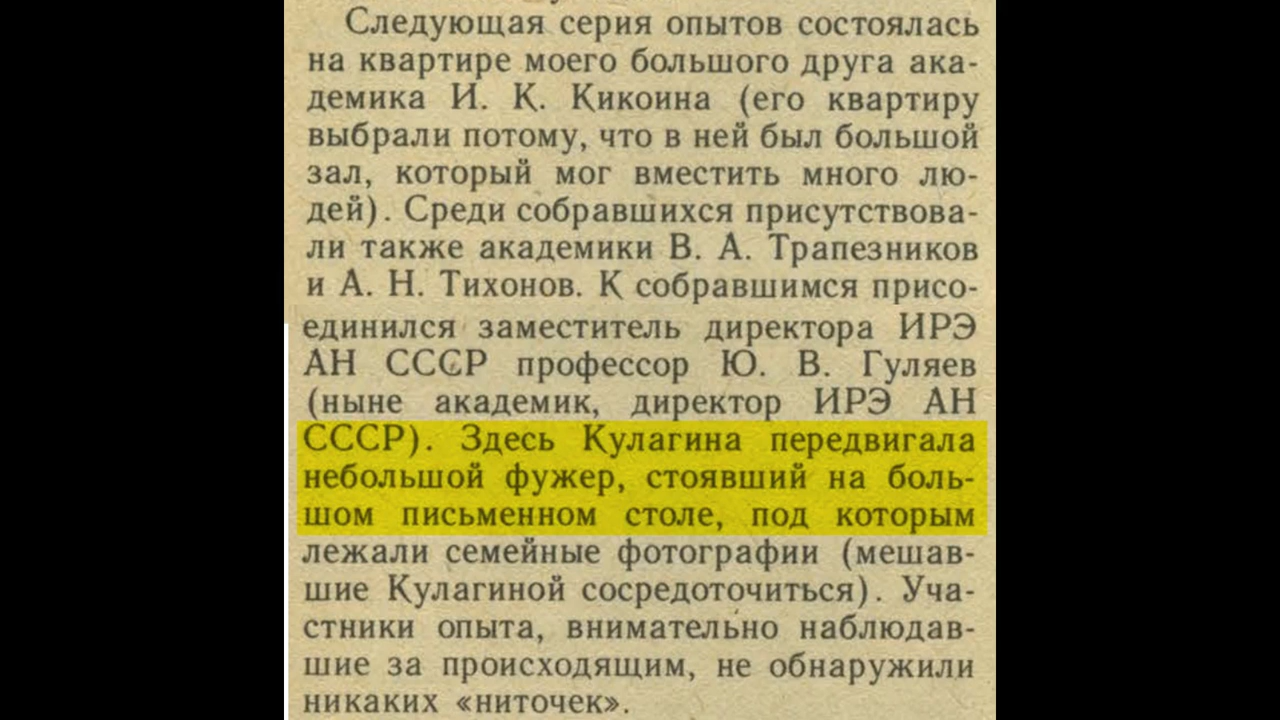 Следующая серия опытов состоялась
на квартире моего большого друга ака-
демика И. К. Кикоина (его квартиру
выбрали потому, что в ней был большой
зал, который мог вместить много лю-
дей). Среди собравшихся присутствова-
ли также академики В. А. Трапезников
и А. Н. Тихонов. К собравшимся присо-
единился заместитель директора ИРЭ
АН СССР профессор Ю. В. Гуляев
(ныне академик, директор ИРЭ АН
СССР). Здесь Кулагина передвигала
небольшой фужер, стоявший на боль-
шом письменном столе, под которым
лежали семейные фотографии (мешав-
шие Кулагиной сосредоточиться). Уча-
стники опыта, внимательно наблюдав-
шие за происходящим, не обнаружили
никаких «ниточек».